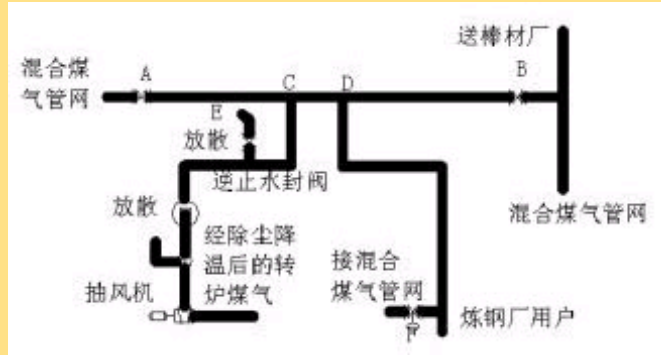 送棒材厂
混合煤
气管网
A
C
D
B
E
放散
逆止水封阀
放散
混合煤气管网
经除尘降
温后的转
炉煤气
抽风机
接混合
煤气管网
F
炼钢厂用户